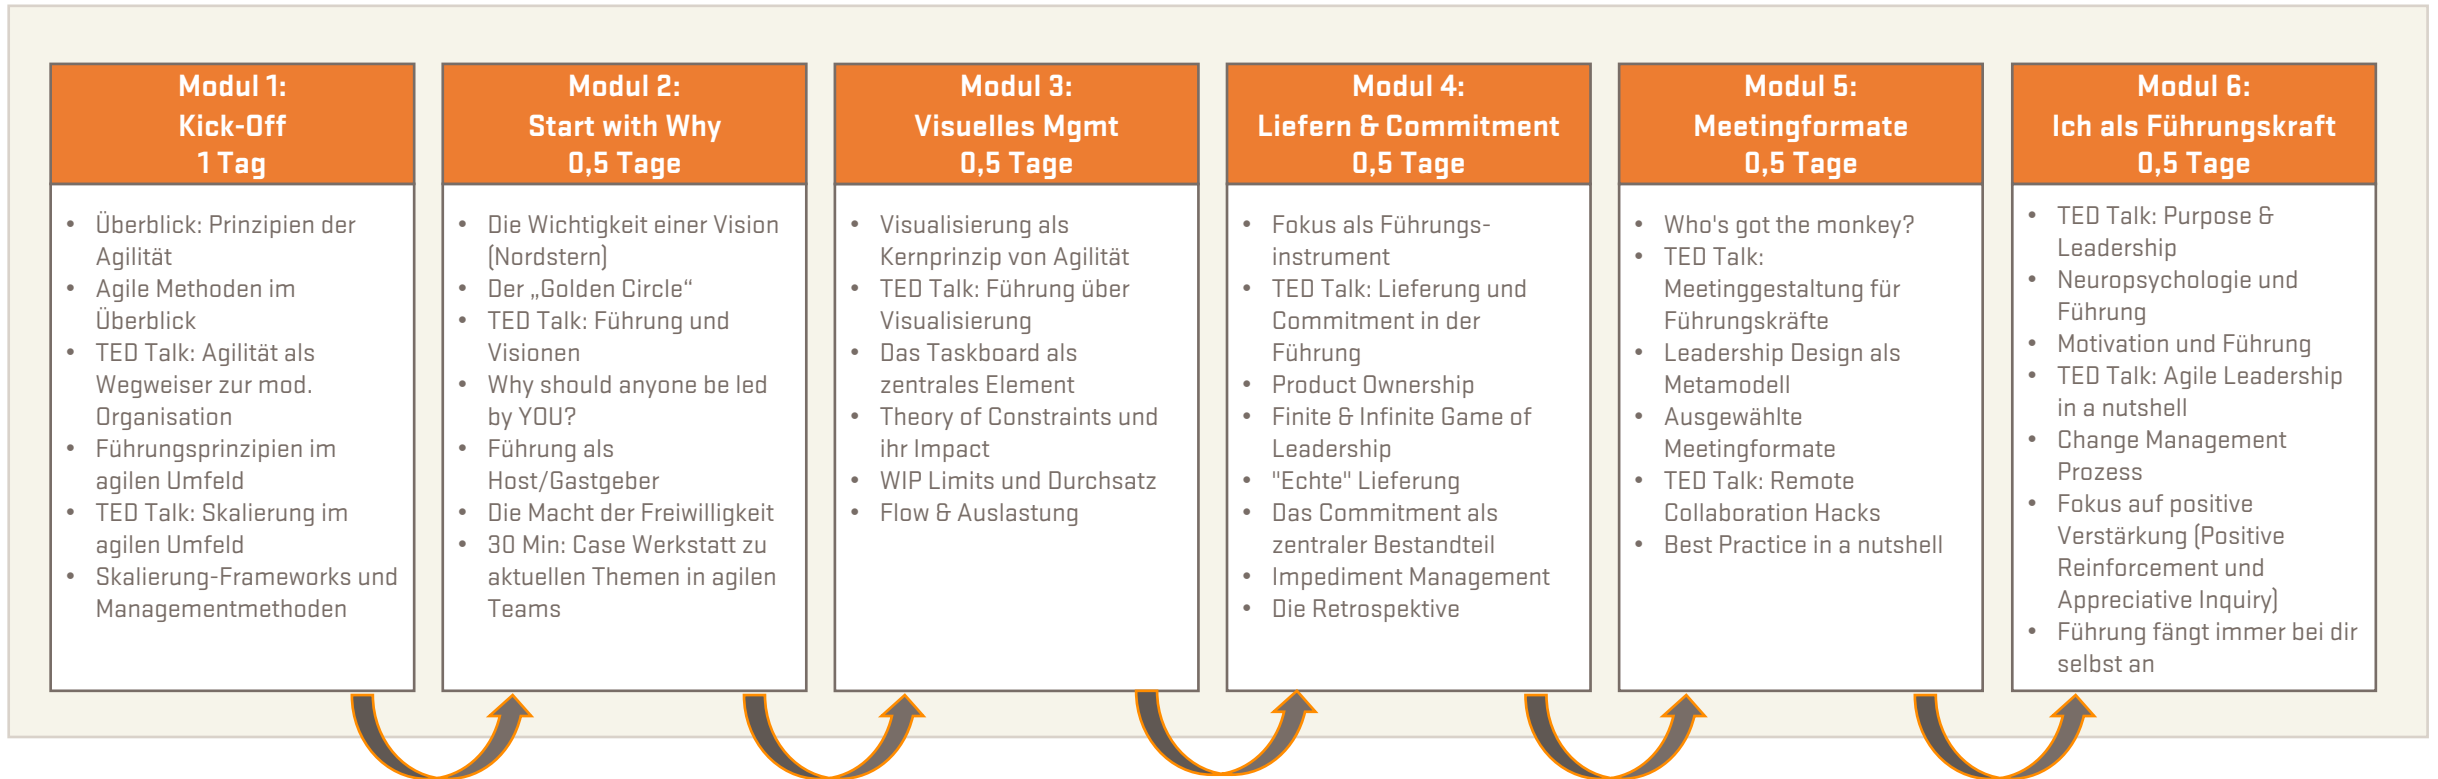 Modul 1:
Kick-Off
1 Tag
• Überblick: Prinzipien der
Agilität
• Agile Methoden im
Überblick
• TED Talk: Agilität als
Wegweiser zur mod.
Organisation
• Führungsprinzipien im
agilen Umfeld
• TED Talk: Skalierung im
agilen Umfeld
• Skalierung-Frameworks und
Managementmethoden
Modul 2:
Start with Why
0,5 Tage
• Die Wichtigkeit einer Vision
(Nordstern)
• Der „Golden Circle“
• TED Talk: Führung und
Visionen
• Why should anyone be led
by YOU?
• Führung als
Host/Gastgeber
• Die Macht der Freiwilligkeit
• 30 Min: Case Werkstatt zu
aktuellen Themen in agilen
Teams
Modul 3:
Visuelles Mgmt
0,5 Tage
• Visualisierung als
Kernprinzip von Agilität
• TED Talk: Führung über
Visualisierung
• Das Taskboard als
zentrales Element
• Theory of Constraints und
ihr Impact
• WIP Limits und Durchsatz
• Flow & Auslastung
Modul 4:
Liefern & Commitment
0,5 Tage
• Fokus als Führungs-
instrument
• TED Talk: Lieferung und
Commitment in der
Führung
• Product Ownership
• Finite & Infinite Game of
Leadership
• "Echte" Lieferung
• Das Commitment als
zentraler Bestandteil
• Impediment Management
• Die Retrospektive
Modul 5:
Meetingformate
0,5 Tage
• Who's got the monkey?
• TED Talk:
Meetinggestaltung für
Führungskräfte
• Leadership Design als
Metamodell
• Ausgewählte
Meetingformate
• TED Talk: Remote
Collaboration Hacks
• Best Practice in a nutshell
Modul 6:
Ich als Führungskraft
0,5 Tage
• TED Talk: Purpose &
Leadership
• Neuropsychologie und
Führung
• Motivation und Führung
• TED Talk: Agile Leadership
in a nutshell
• Change Management
Prozess
• Fokus auf positive
Verstärkung (Positive
Reinforcement und
Appreciative Inquiry)
• Führung fängt immer bei dir
selbst an